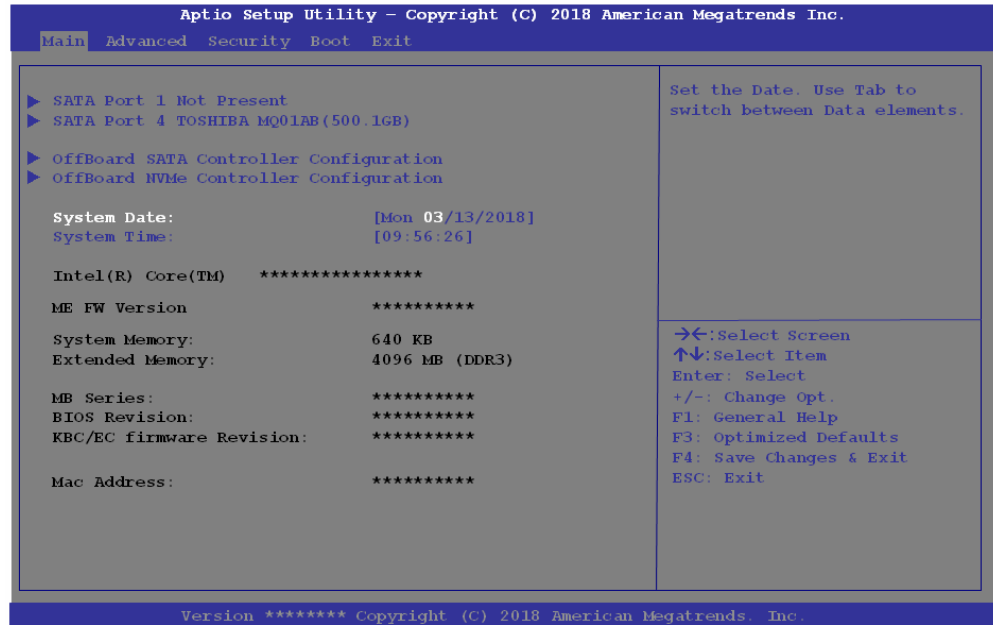 Aptio Setup Utility – Copyright (C) 2018 American Megatrends Inc.
Main Advanced Security Boot Exit
▶ SATA Port 1 Not Present
▶ SATA Port 4 TOSHIBA MQ01AB(500.1GB)
▶ OffBoard SATA Controller Configuration
▶ OffBoard NVMe Controller Configuration
System Date: [Mon 03/13/2018]
System Time: [09:56:26]
Intel(R) Core(TM) ****************
ME FW Version **********
System Memory: 640 KB
Extended Memory: 4096 MB (DDR3)
MB Series: **********
BIOS Revision: **********
KBC/EC firmware Revision: **********
Mac Address: **********
Set the Date. Use Tab to
switch between Data elements.
→←:Select Screen
↑↓:Select Item
Enter: Select
+/-: Change Opt.
F1: General Help
F3: Optimized Defaults
F4: Save Changes & Exit
ESC: Exit
Version ******** Copyright (C) 2018 American Megatrends. Inc.